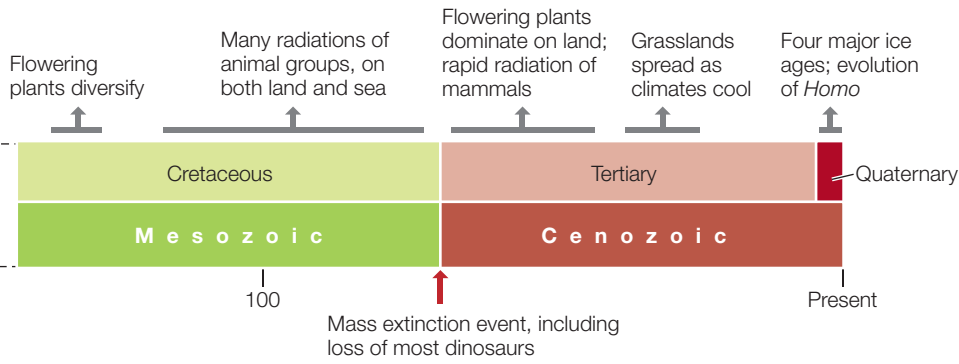 Flowering
plants diversify
Many radiations of
animal groups, on
both land and sea
Flowering plants
dominate on land;
rapid radiation of
mammals
Grasslands
spread as
climates cool
Four major ice
ages; evolution
of Homo
Cretaceous
Tertiary
Quaternary
Mesozoic
Cenozoic
100
Present
Mass extinction event, including
loss of most dinosaurs